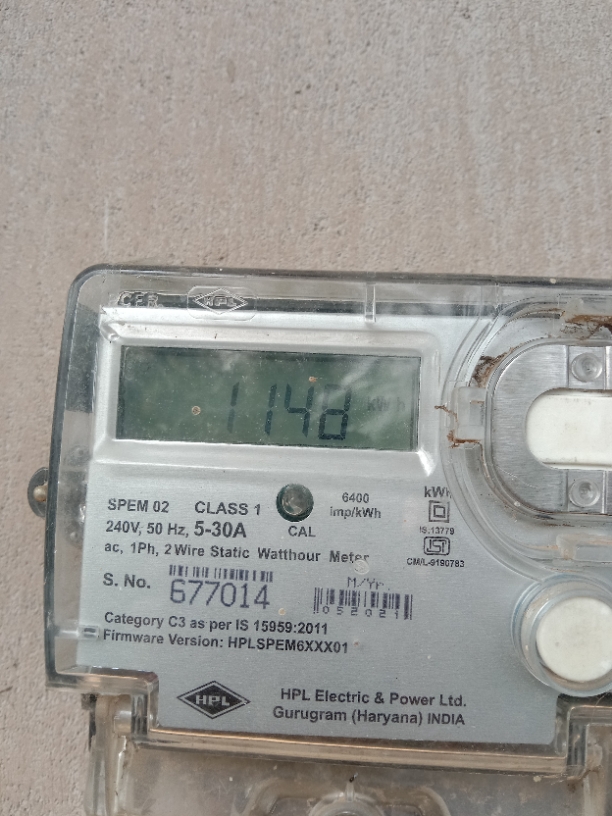 HPL
1148 kWh
SPEM 02 CLASS 1
6400 imp/kWh
kWh
240V, 50 Hz, 5-30A
CAL
IS.13779
ac, 1Ph, 2 Wire Static Watthour Meter
CM/L-9190783
S. No. 677014
M/Yr.
052021
Category C3 as per IS 15959:2011
Firmware Version: HPLSPEM6XXX01
HPL
HPL Electric & Power Ltd.
Gurugram (Haryana) INDIA